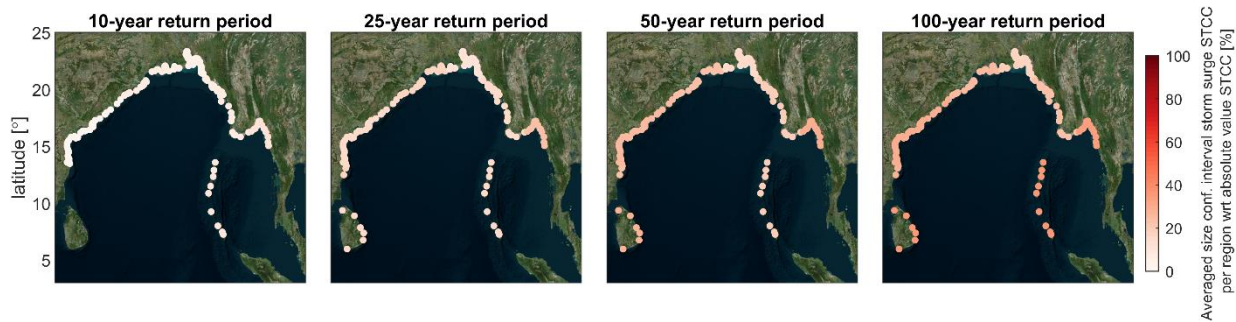 10-year return period
25-year return period
50-year return period
100-year return period
25
20
15
10
5
latitude [°]
100
80
60
40
20
0
Averaged size conf. interval storm surge STCC
per region wrt absolute value STCC [%]